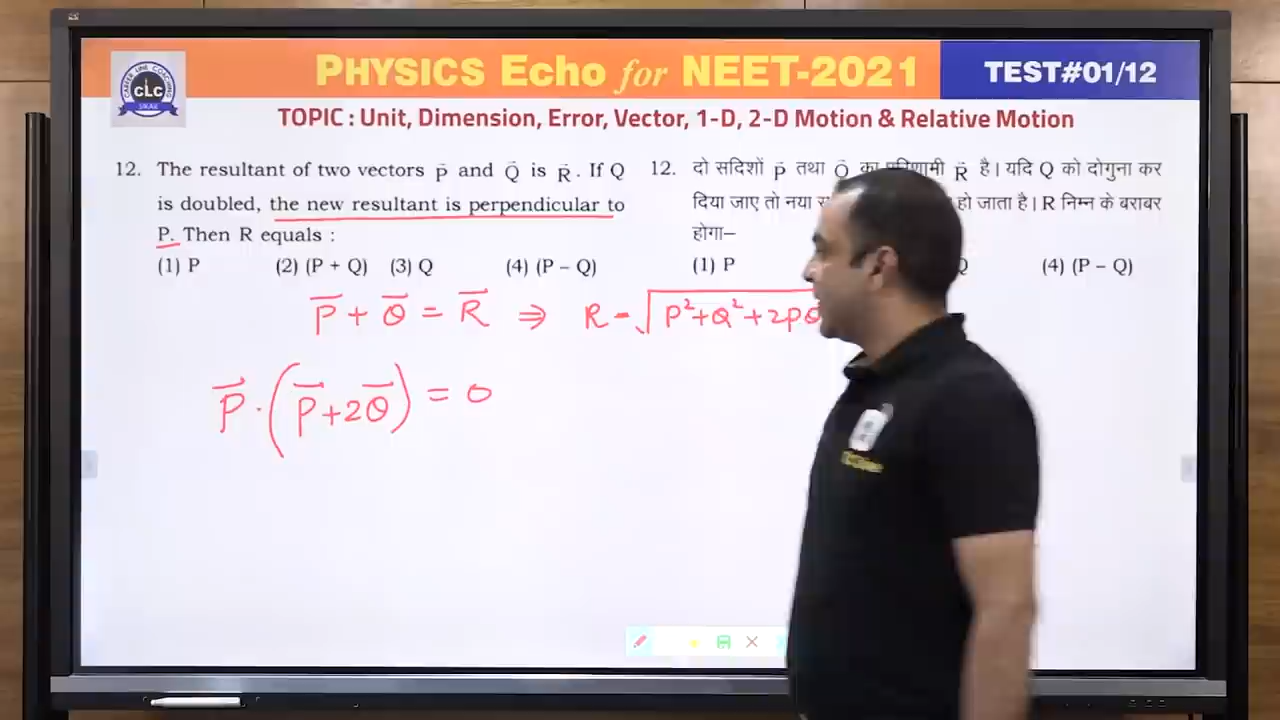 PHYSICS Echo for NEET-2021
TEST#01/12
CLC
SIKAR
TOPIC : Unit, Dimension, Error, Vector, 1-D, 2-D Motion & Relative Motion
12. The resultant of two vectors P⃗ and Q⃗ is R⃗. If Q
is doubled, the new resultant is perpendicular to
P. Then R equals :
(1) P (2) (P + Q) (3) Q (4) (P – Q)
12. दो सदिशों P⃗ तथा Q⃗ का परिणामी R⃗ है। यदि Q को दोगुना कर
दिया जाए तो नया हो जाता है। R निम्न के बराबर
होगा–
(1) P Q (4) (P – Q)
P⃗ + Q⃗ = R⃗ ⇒ R = √P²+Q²+2PQ
P⃗ · (P⃗+2Q⃗) = 0